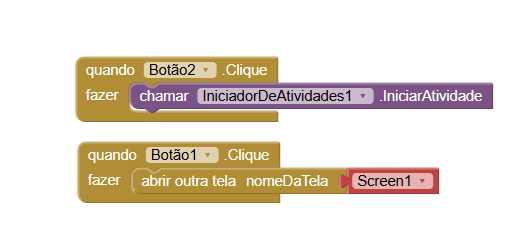 quando Botão2 .Clique
fazer chamar IniciadorDeAtividades1 .IniciarAtividade
quando Botão1 .Clique
fazer abrir outra tela nomeDaTela Screen1